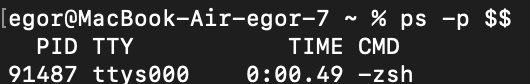 [egor@MacBook-Air-egor-7 ~ % ps -p $$
PID TTY TIME CMD
91487 ttys000 0:00.49 -zsh